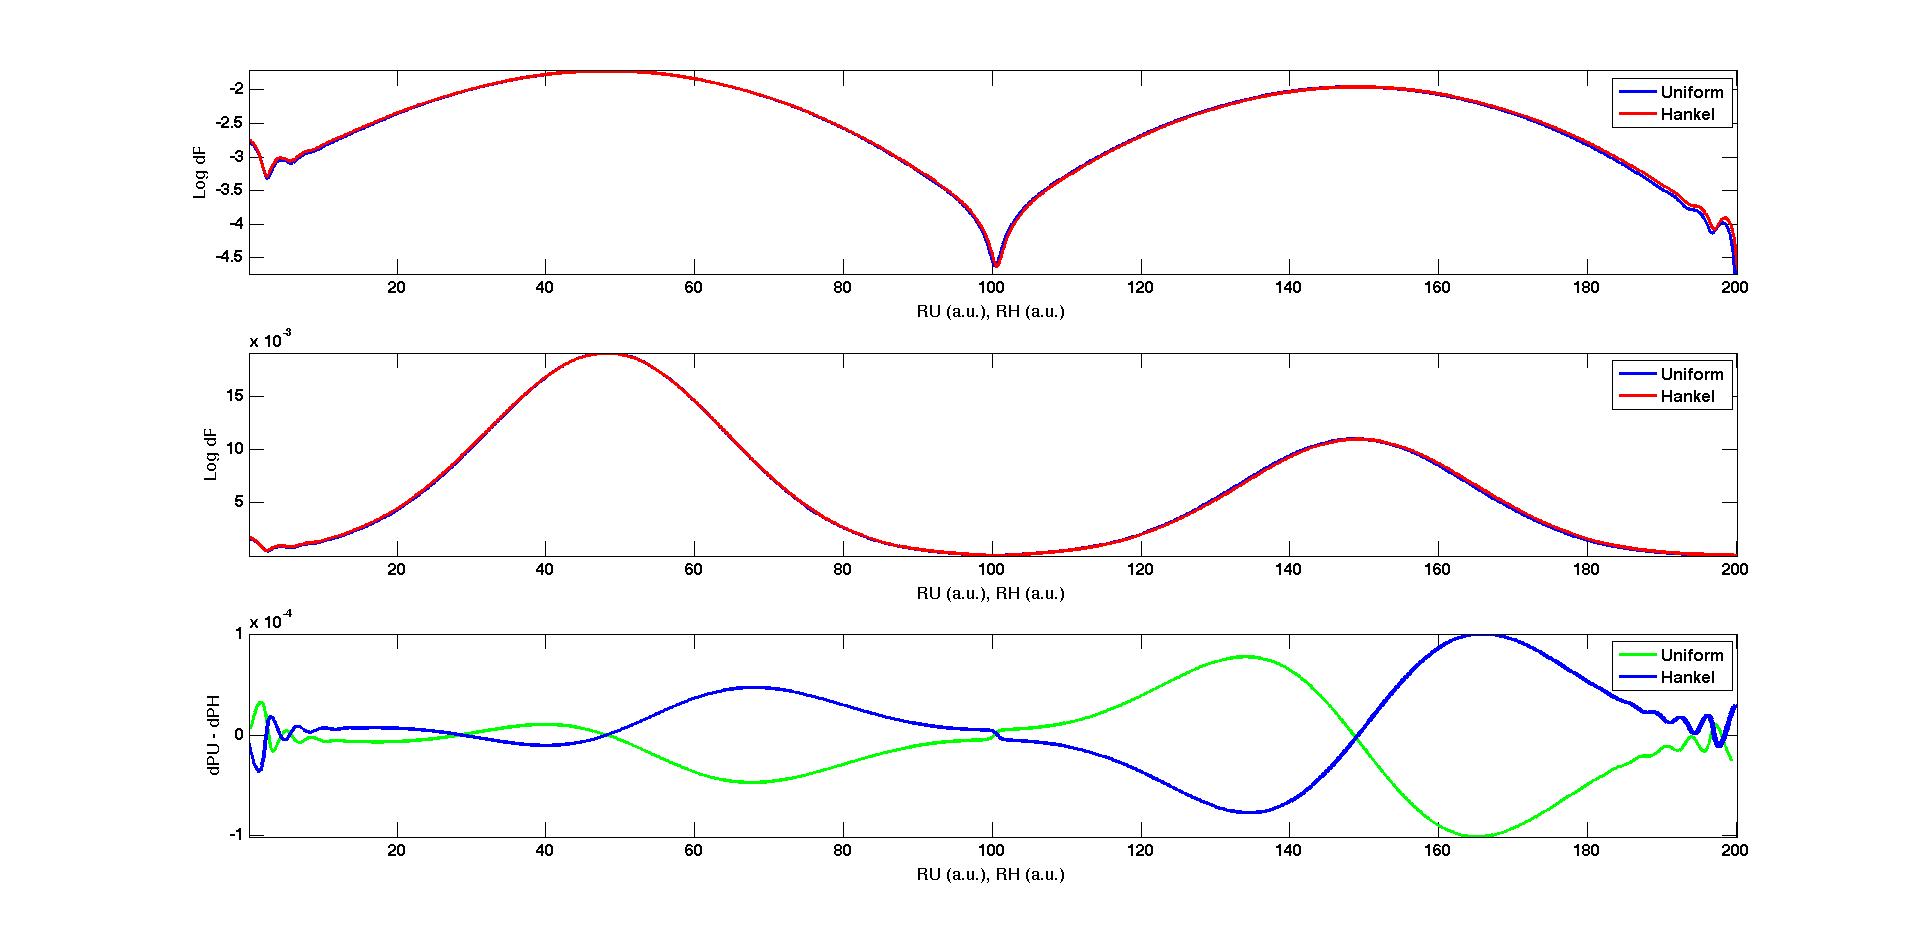 -2
-2.5
-3
-3.5
-4
-4.5
Log dF
20 40 60 80 100 120 140 160 180 200
RU (a.u.), RH (a.u.)
Uniform
Hankel
x 10-3
15
10
5
Log dF
20 40 60 80 100 120 140 160 180 200
RU (a.u.), RH (a.u.)
Uniform
Hankel
x 10-4
1
0
-1
dPU - dPH
20 40 60 80 100 120 140 160 180 200
RU (a.u.), RH (a.u.)
Uniform
Hankel